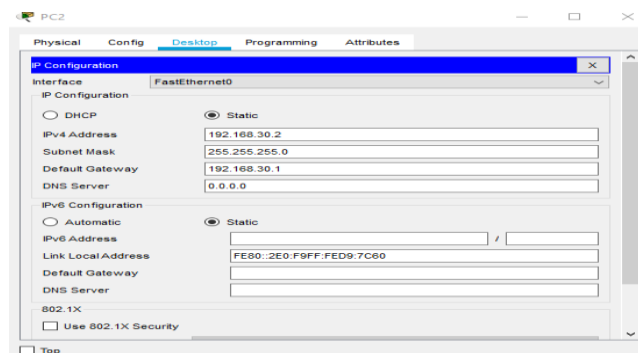 PC2
Physical Config Desktop Programming Attributes
IP Configuration X
Interface FastEthernet0
IP Configuration
DHCP Static
IPv4 Address 192.168.30.2
Subnet Mask 255.255.255.0
Default Gateway 192.168.30.1
DNS Server 0.0.0.0
IPv6 Configuration
Automatic Static
IPv6 Address /
Link Local Address FE80::2E0:F9FF:FED9:7C60
Default Gateway
DNS Server
802.1X
Use 802.1X Security
Top